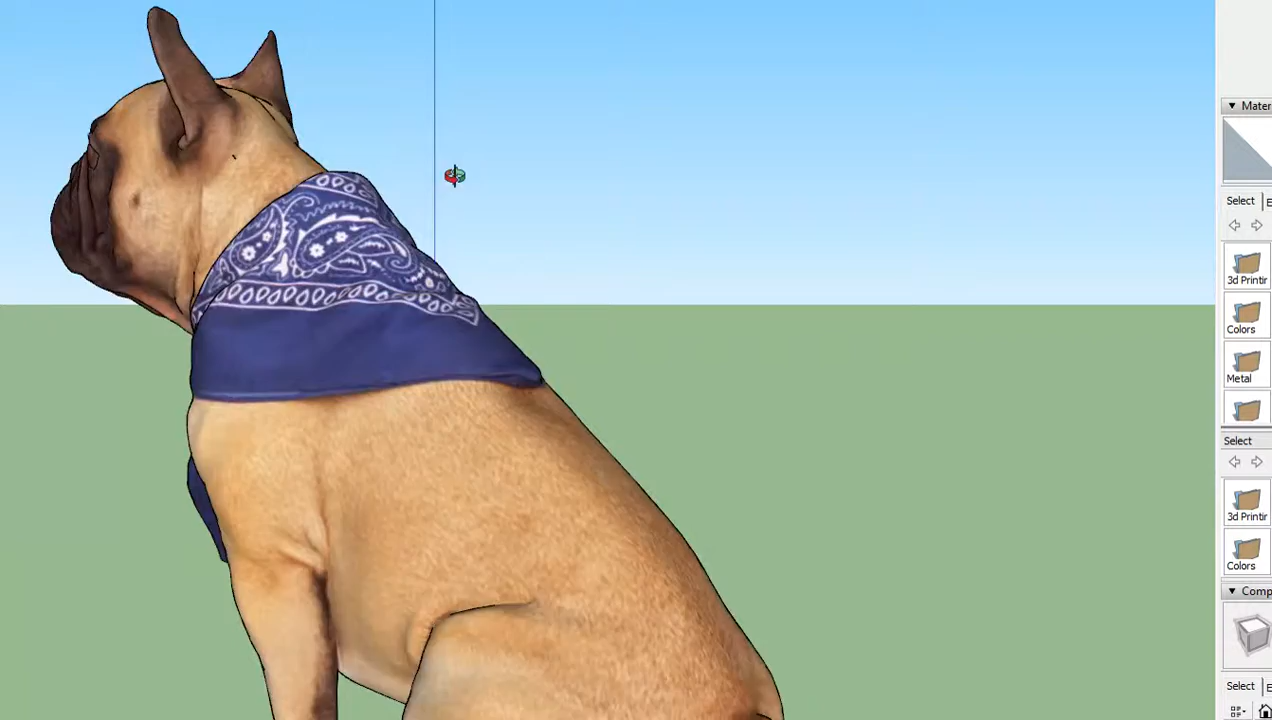 Mater
Select
3d Printir
Colors
Metal
Select
3d Printir
Colors
Comp
Select